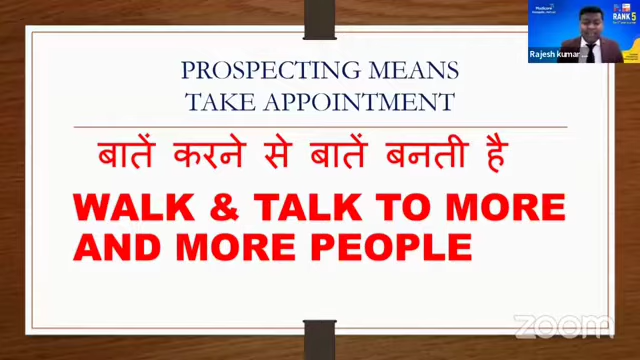 PROSPECTING MEANS
TAKE APPOINTMENT
बातें करने से बातें बनती है
WALK & TALK TO MORE
AND MORE PEOPLE
RANK 5
Rajesh kumar
zoom